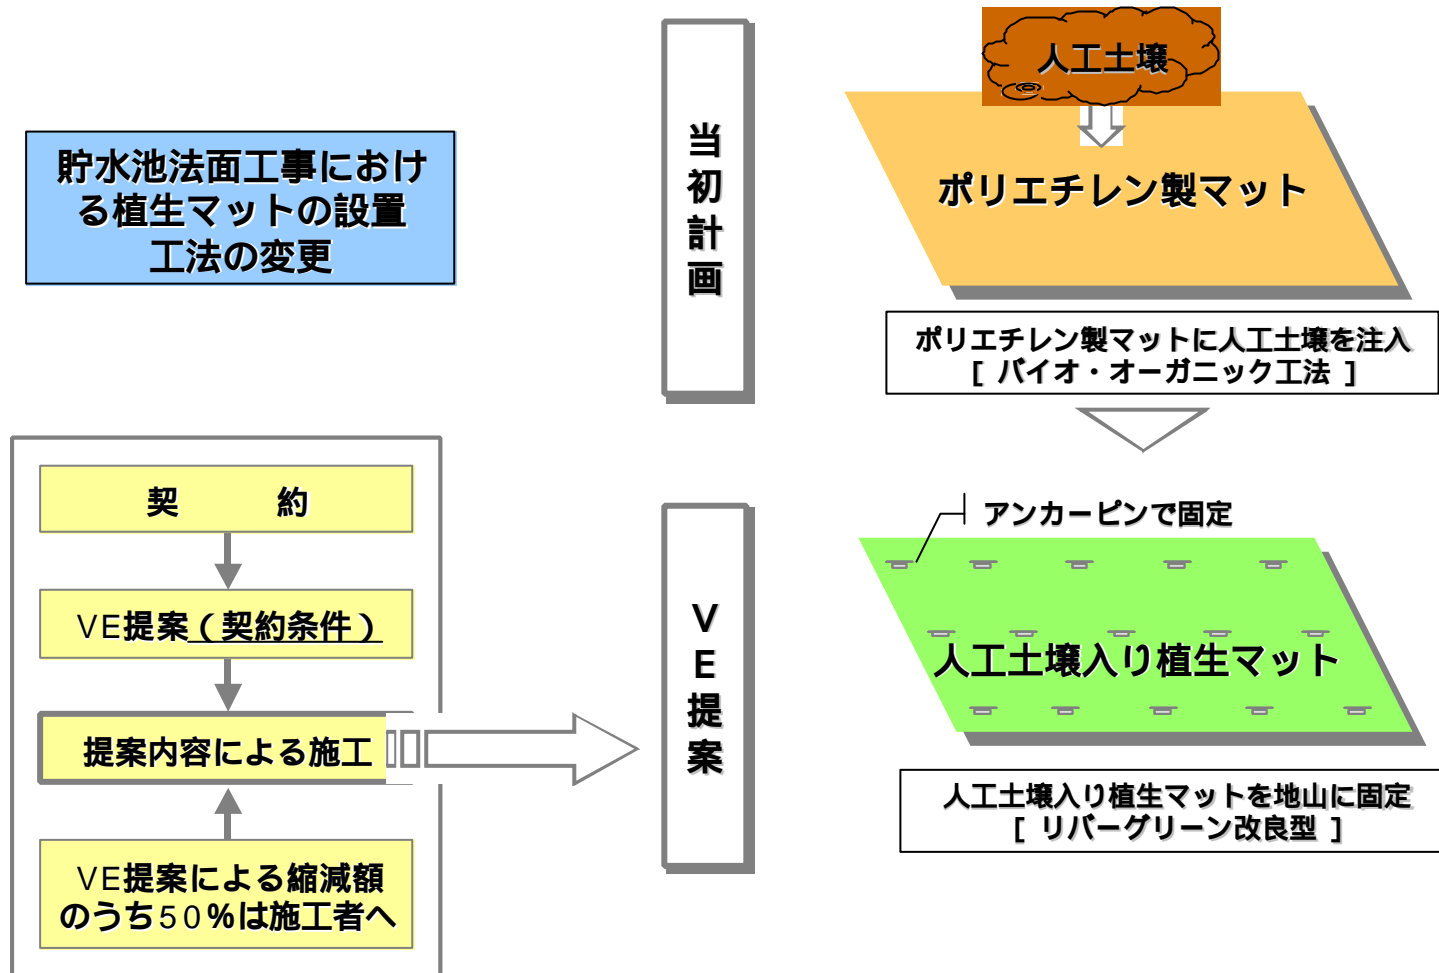 貯水池法面工事におけ
る植生マットの設置
工法の変更
当初計画
人工土壌
ポリエチレン製マット
ポリエチレン製マットに人工土壌を注入
[ バイオ・オーガニック工法 ]
契　約
VE提案（契約条件）
提案内容による施工
VE提案による縮減額
のうち50％は施工者へ
VE提案
アンカーピンで固定
人工土壌入り植生マット
人工土壌入り植生マットを地山に固定
[ リバーグリーン改良型 ]